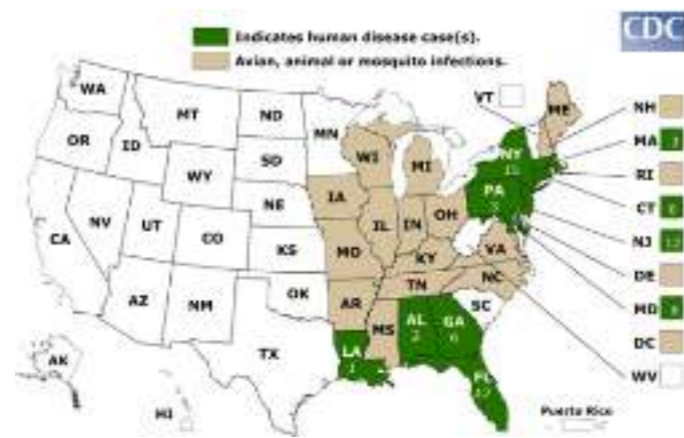 Indicates human disease case(s).
CDC
Avian, animal or mosquito infections.
WA
MT
ND
MN
VT
ME
NH
OR
ID
SD
WI
MI
NY
MA
WY
RI
NE
IA
PA
CT
NV
UT
CO
IL
IN
OH
NJ
CA
KS
MO
KY
VA
DE
AZ
NM
OK
AR
TN
NC
MD
MS
AL
GA
SC
DC
TX
LA
2
6
WV
AK
1
FL
HI
Puerto Rico